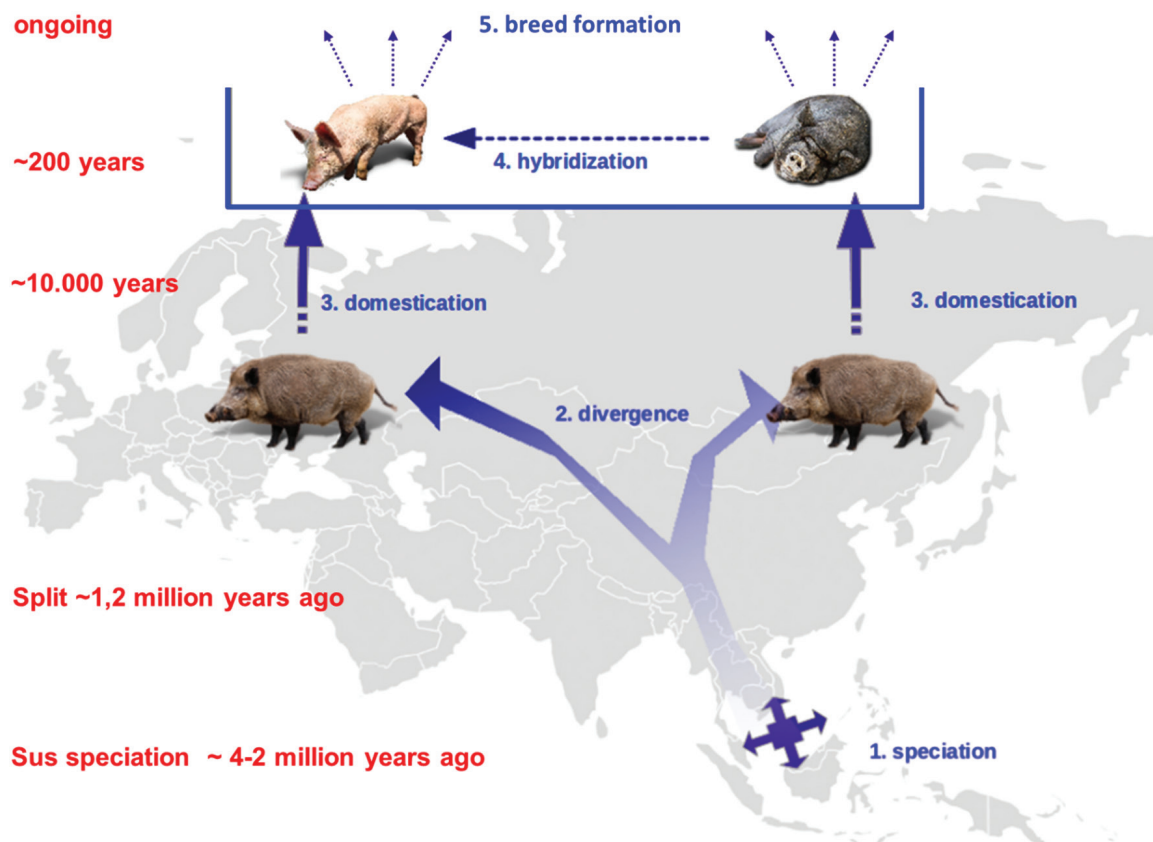 ongoing
5. breed formation
~200 years
4. hybridization
~10.000 years
3. domestication
3. domestication
2. divergence
Split ~1,2 million years ago
Sus speciation ~ 4-2 million years ago
1. speciation